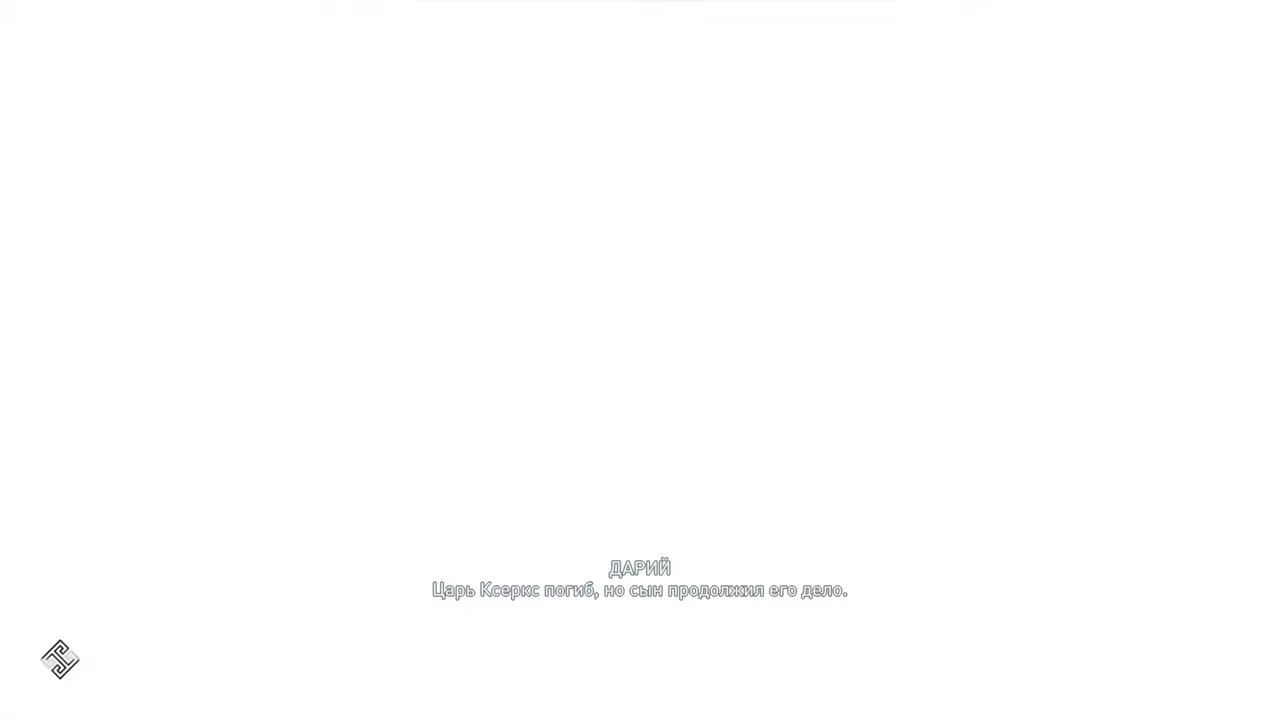 ДАРИЙ
Царь Ксеркс погиб, но сын продолжил его дело.